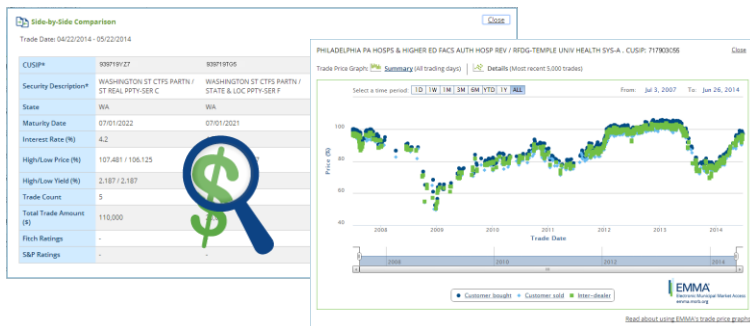 Side-by-Side Comparison
Close
Trade Date: 04/22/2014 - 05/22/2014
CUSIP* 939719YZ7 939719TG5
Security Description* WASHINGTON ST CTFS PARTN / WASHINGTON ST CTFS PARTN /
ST REAL PPTY-SER C STATE & LOC PPTY-SER F
State WA WA
Maturity Date 07/01/2022 07/01/2021
Interest Rate (%) 4.2
High/Low Price (%) 107.481 / 106.125
High/Low Yield (%) 2.187 / 2.187
Trade Count 5
Total Trade Amount
($) 110,000
Fitch Ratings - -
S&P Ratings - -
PHILADELPHIA PA HOSPS & HIGHER ED FACS AUTH HOSP REV / RFDG-TEMPLE UNIV HEALTH SYS-A . CUSIP: 717903C66 Close
Trade Price Graph: Summary (All trading days) Details (Most recent 5,000 trades)
Select a time period: 1D 1W 1M 3M 6M YTD 1Y ALL From: Jul 3, 2007 To: Jun 26, 2014
Price (%)
100
80
60
40
2008 2009 2010 2011 2012 2013 2014
Trade Date
2008 2010 2012 2014
Customer bought Customer sold Inter-dealer
EMMA
Electronic Municipal Market Access
emma.msrb.org
Read about using EMMA's trade price graphs